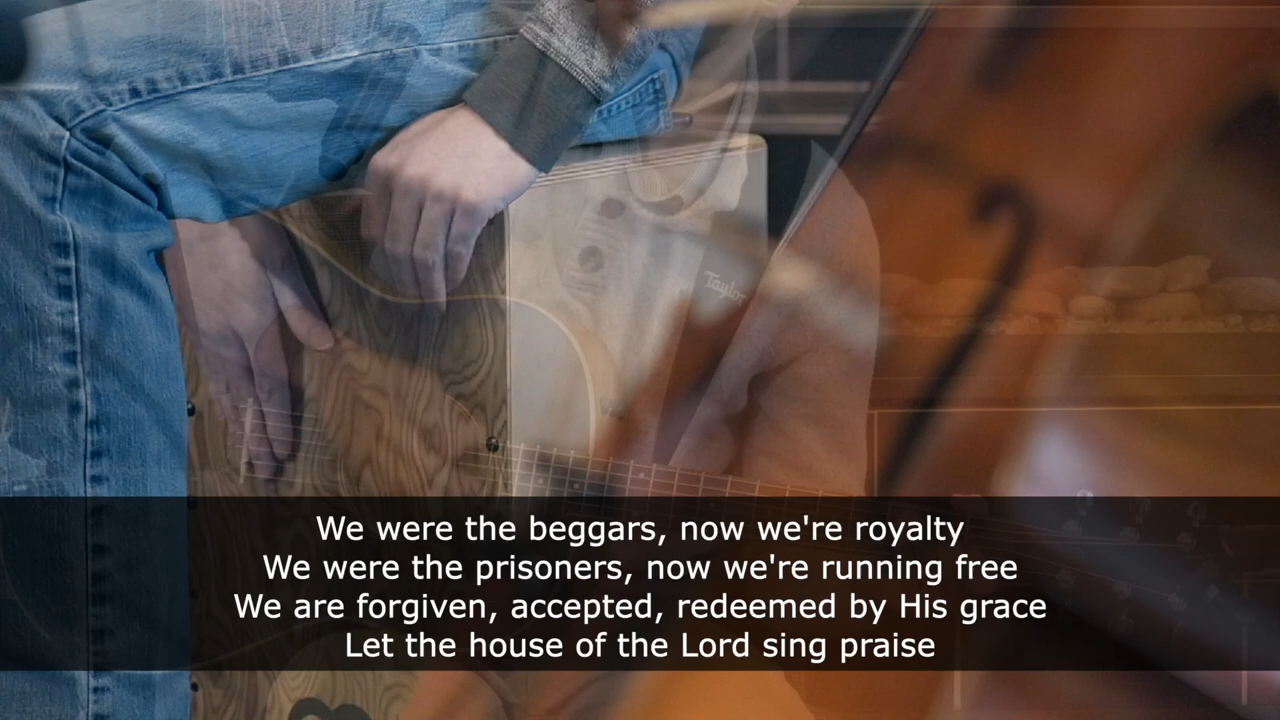 Taylor
We were the beggars, now we're royalty
We were the prisoners, now we're running free
We are forgiven, accepted, redeemed by His grace
Let the house of the Lord sing praise